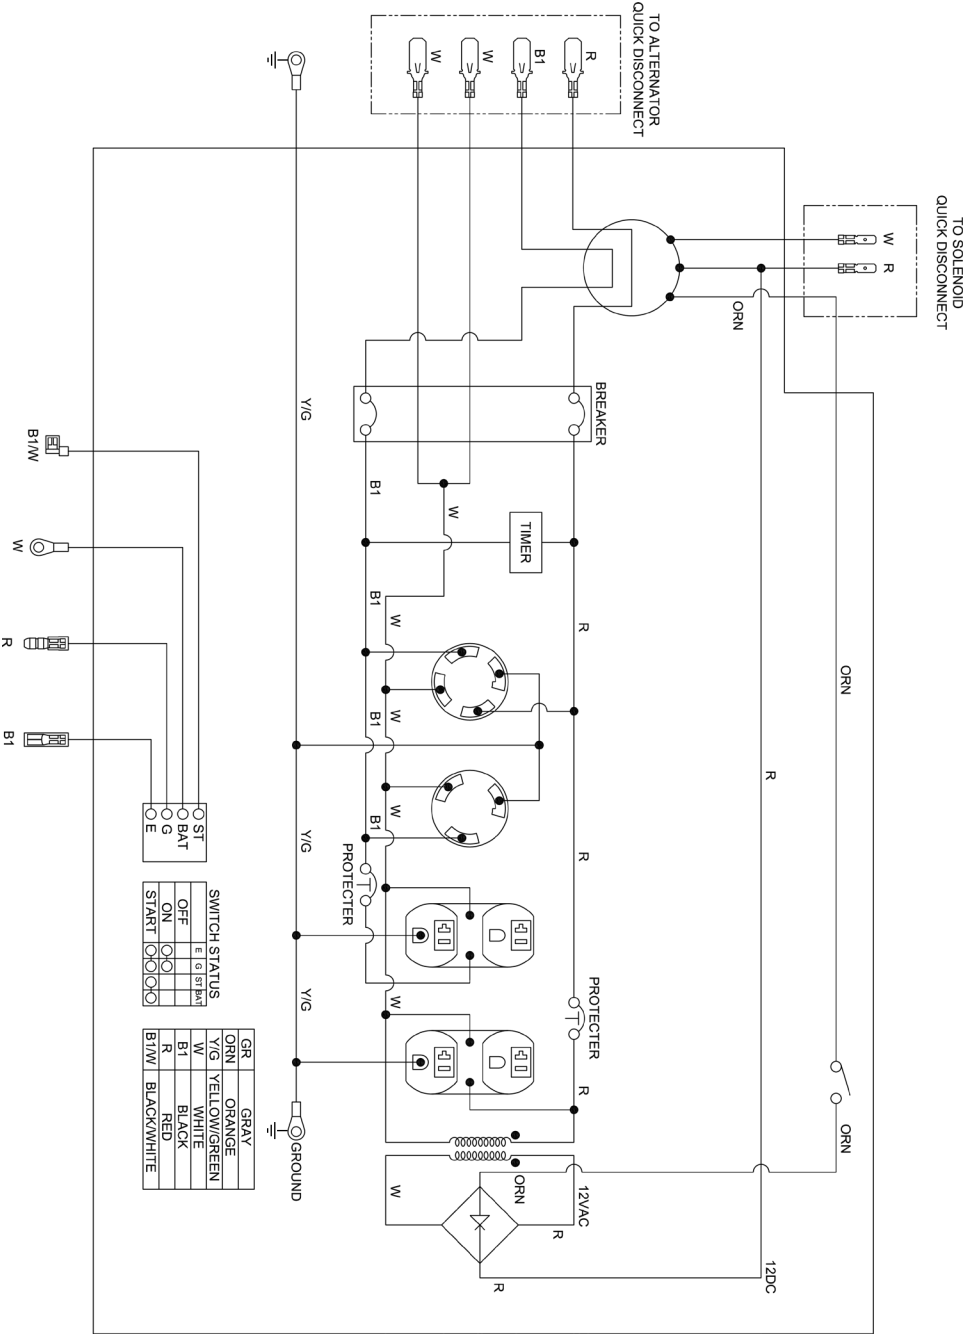 TO ALTERNATOR
QUICK DISCONNECT
R
B1
W
W
TO SOLENOID
QUICK DISCONNECT
W
R
ORN
BREAKER
Y/G
B1
W
TIMER
B1
W
R
ORN
B1
W
R
B1
W
R
Y/G
PROTECTER
W
Y/G
PROTECTER
R
ORN
ORN
12VAC
R
W
R
12DC
GROUND
B1/W
W
R
B1
ST
BAT
G
E
SWITCH STATUS
E G ST BAT
OFF
ON
START
GR GRAY
ORN ORANGE
Y/G YELLOW/GREEN
W WHITE
B1 BLACK
R RED
B1/W BLACK/WHITE